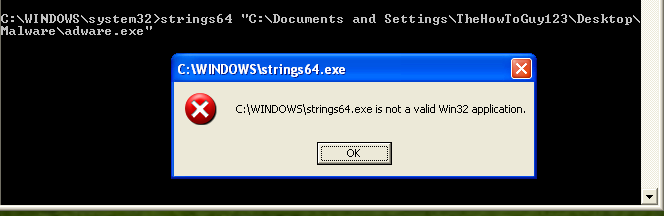 C:\WINDOWS\system32>strings64 "C:\Documents and Settings\TheHowToGuy123\Desktop\
Malware\adware.exe"
C:\WINDOWS\strings64.exe
C:\WINDOWS\strings64.exe is not a valid Win32 application.
OK